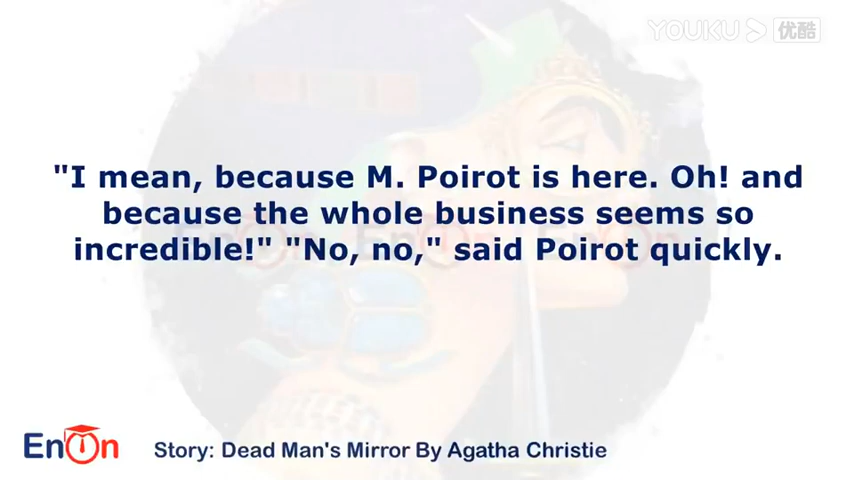 YOUKU 优酷
"I mean, because M. Poirot is here. Oh! and
because the whole business seems so
incredible!" "No, no," said Poirot quickly.
EnOn
Story: Dead Man's Mirror By Agatha Christie